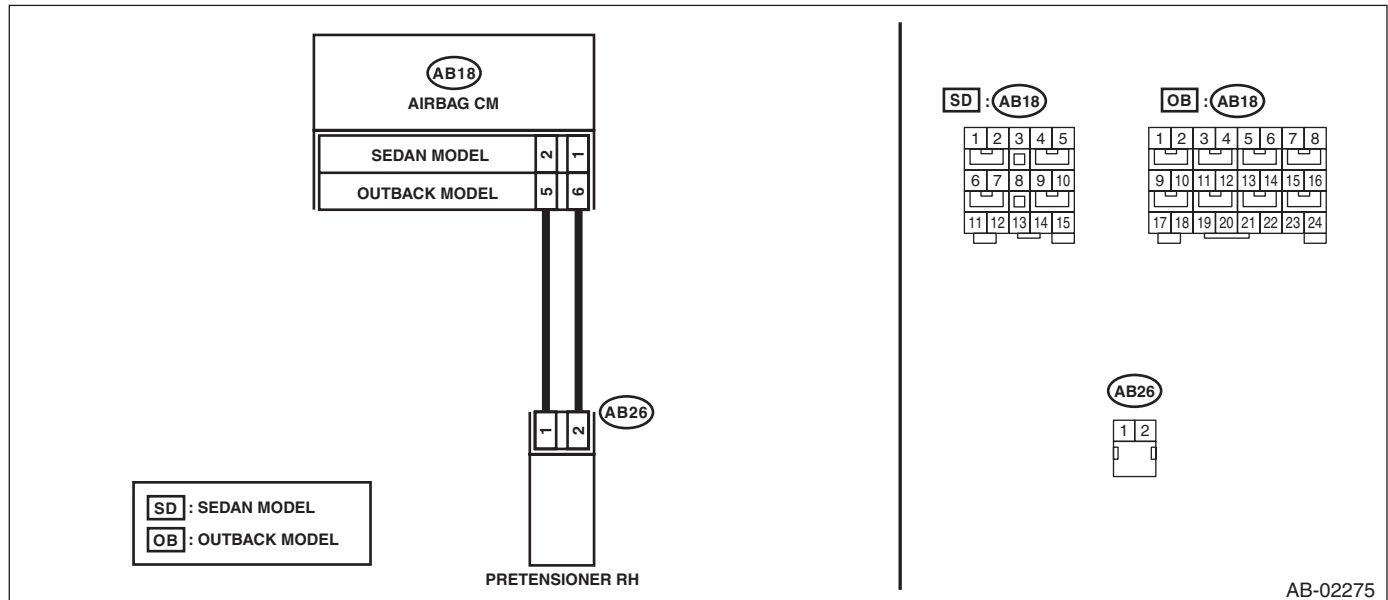 AB18
AIRBAG CM
SEDAN MODEL 2 1
OUTBACK MODEL 5 6
AB26
1 2
PRETENSIONER RH
SD : SEDAN MODEL
OB : OUTBACK MODEL
SD : AB18
1 2 3 4 5
6 7 8 9 10
11 12 13 14 15
OB : AB18
1 2 3 4 5 6 7 8
9 10 11 12 13 14 15 16
17 18 19 20 21 22 23 24
AB26
1 2
AB-02275